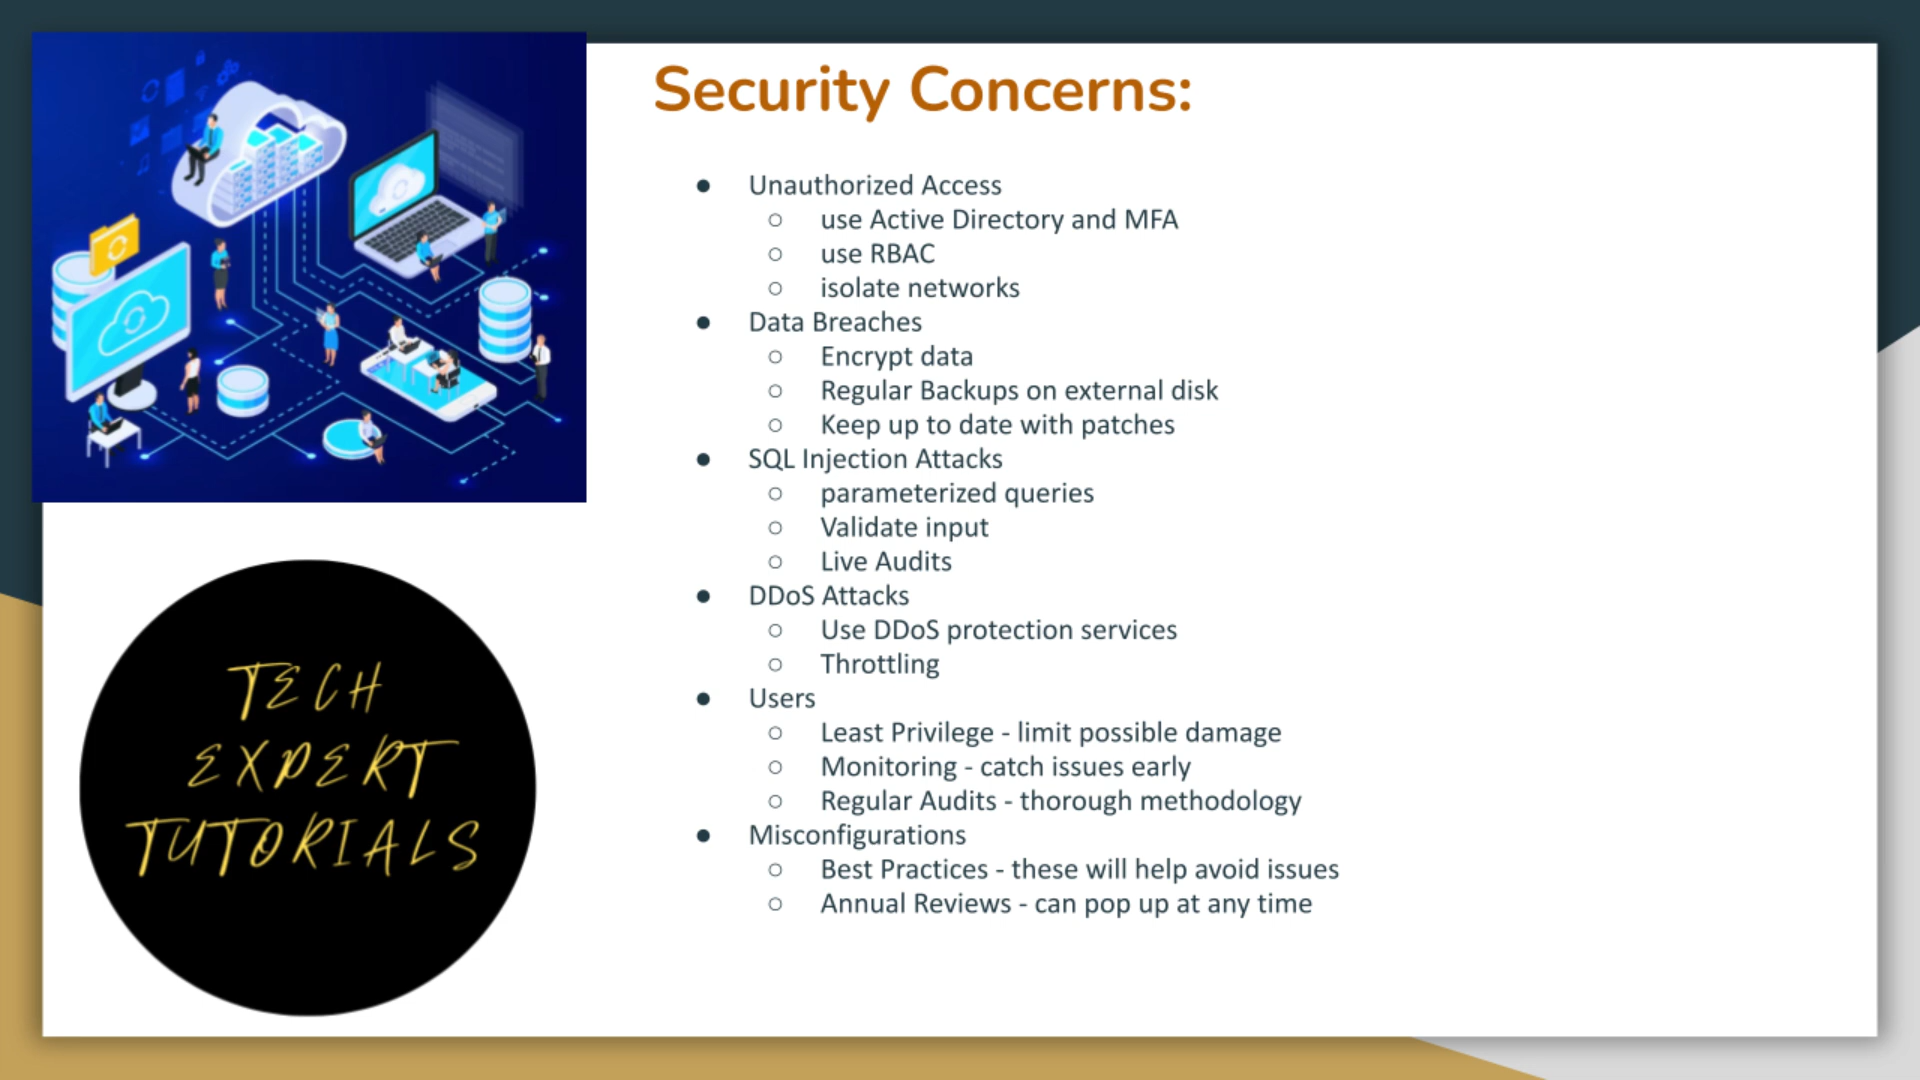 Security Concerns:
● Unauthorized Access
○ use Active Directory and MFA
○ use RBAC
○ isolate networks
● Data Breaches
○ Encrypt data
○ Regular Backups on external disk
○ Keep up to date with patches
● SQL Injection Attacks
○ parameterized queries
○ Validate input
○ Live Audits
● DDoS Attacks
○ Use DDoS protection services
○ Throttling
● Users
○ Least Privilege - limit possible damage
○ Monitoring - catch issues early
○ Regular Audits - thorough methodology
● Misconfigurations
○ Best Practices - these will help avoid issues
○ Annual Reviews - can pop up at any time
TECH
EXPERT
TUTORIALS